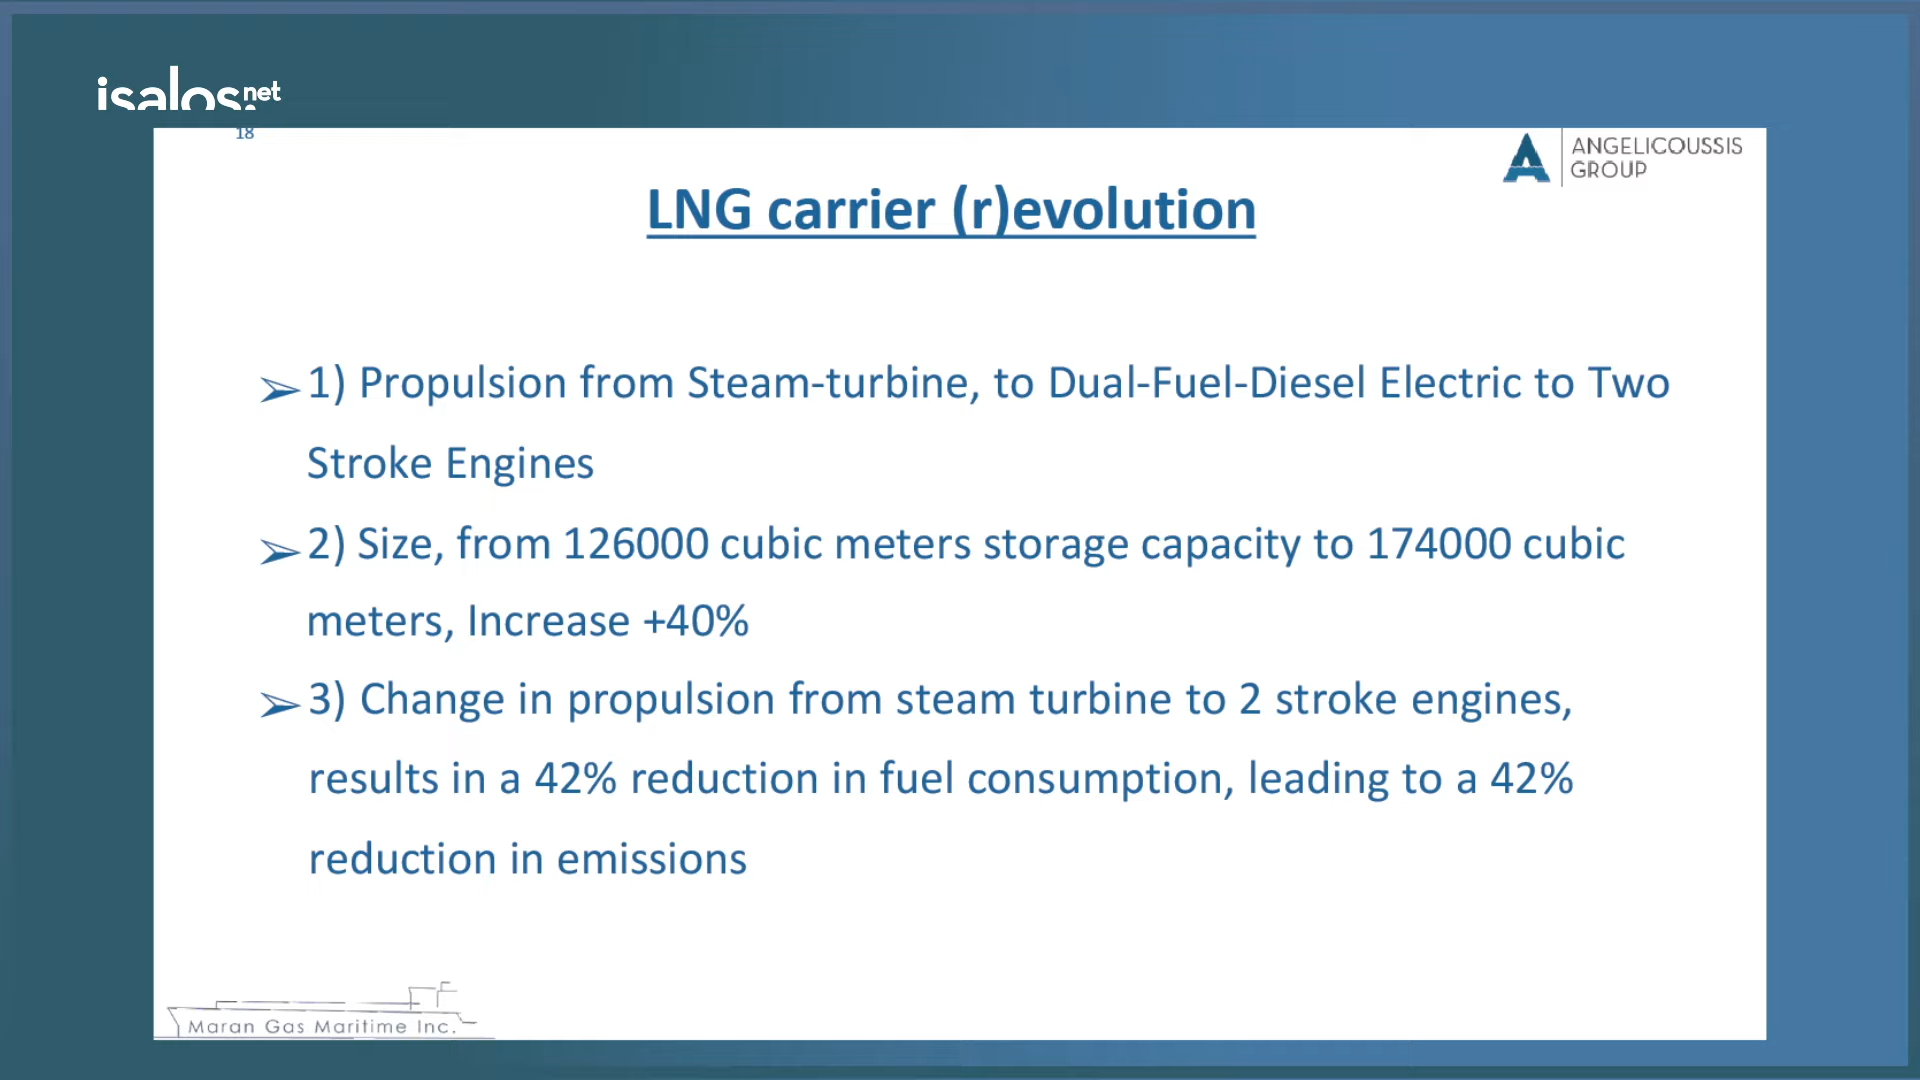 isalos.net
18
ANGELICOUSSIS
GROUP
LNG carrier (r)evolution
➢ 1) Propulsion from Steam-turbine, to Dual-Fuel-Diesel Electric to Two
Stroke Engines
➢ 2) Size, from 126000 cubic meters storage capacity to 174000 cubic
meters, Increase +40%
➢ 3) Change in propulsion from steam turbine to 2 stroke engines,
results in a 42% reduction in fuel consumption, leading to a 42%
reduction in emissions
Maran Gas Maritime Inc.